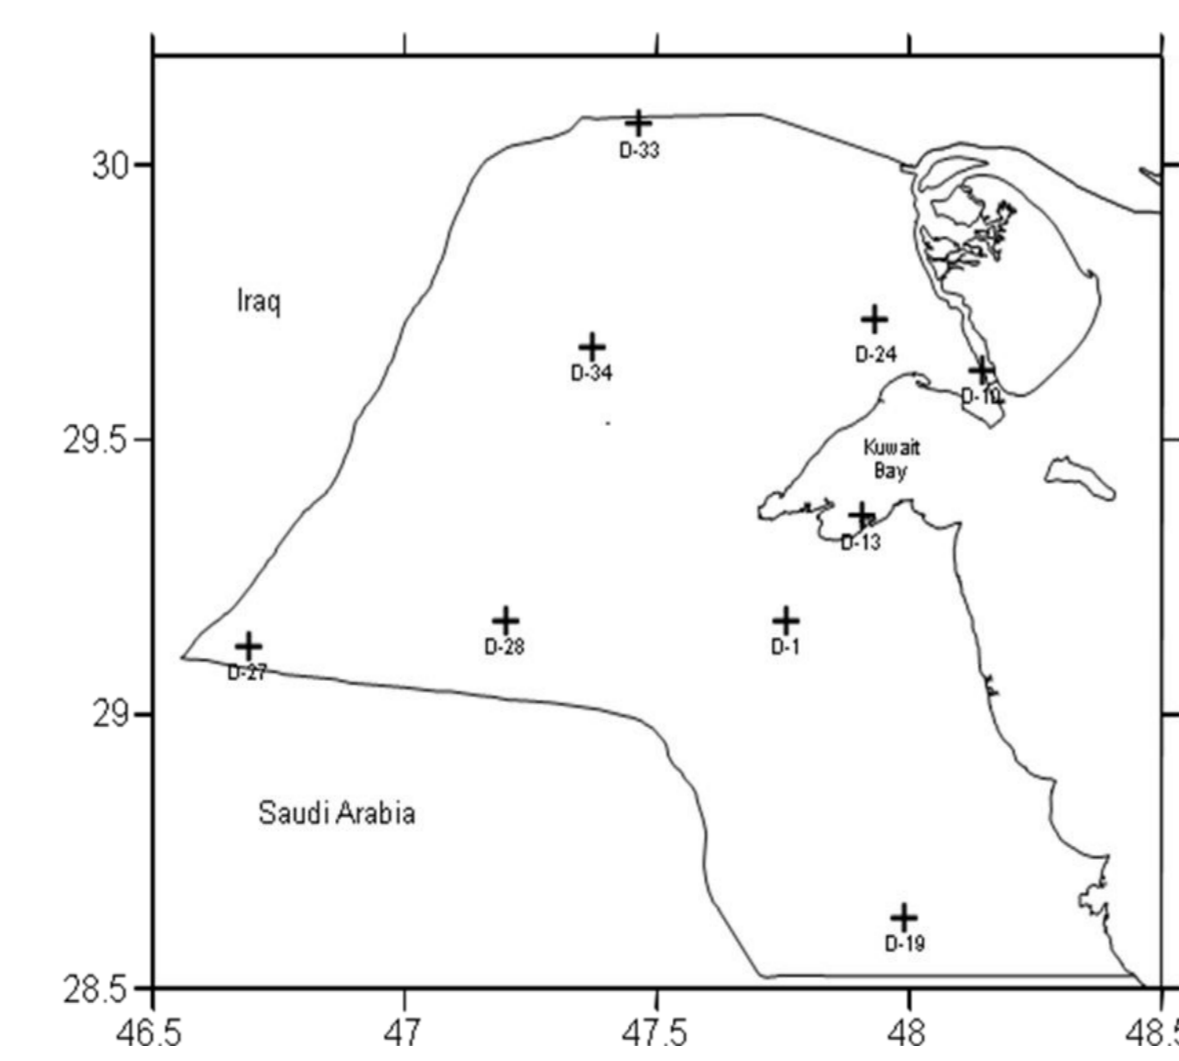 D-33
30
Iraq
D-24
D-34
D-10
29.5
Kuwait
Bay
D-13
D-28
D-1
D-27
29
Saudi Arabia
D-19
28.5
46.5
47
47.5
48
48.5